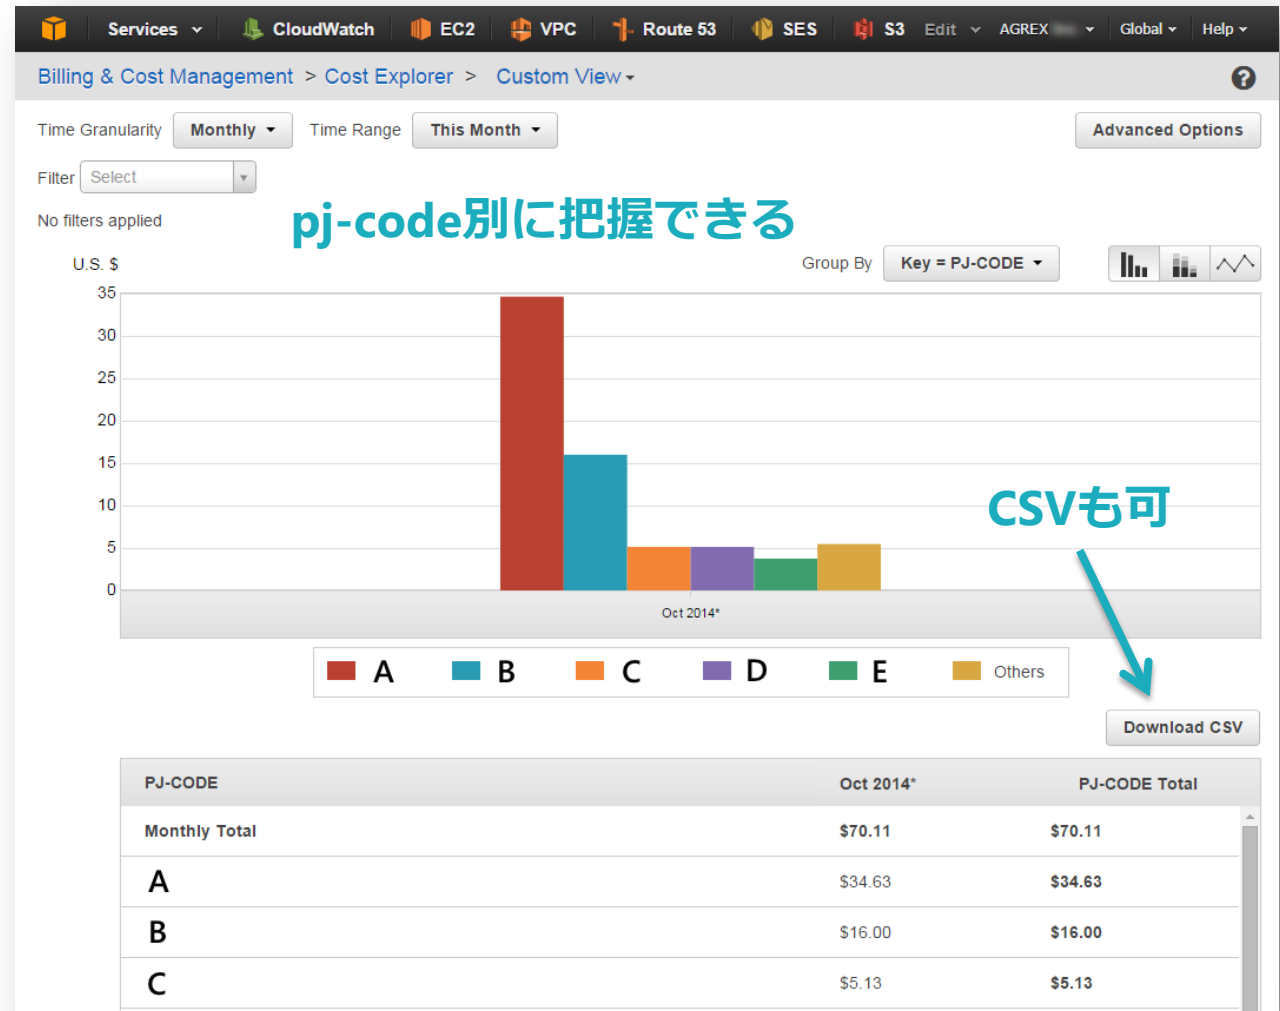 Services CloudWatch EC2 VPC Route 53 SES S3 Edit AGREX Global Help
Billing & Cost Management > Cost Explorer > Custom View
Time Granularity Monthly Time Range This Month Advanced Options
Filter Select
No filters applied
pj-code別に把握できる
U.S. $
Group By Key = PJ-CODE
35
30
25
20
15
10
5
0
CSVも可
Oct 2014*
A B C D E Others
Download CSV
PJ-CODE Oct 2014* PJ-CODE Total
Monthly Total $70.11 $70.11
A $34.63 $34.63
B $16.00 $16.00
C $5.13 $5.13